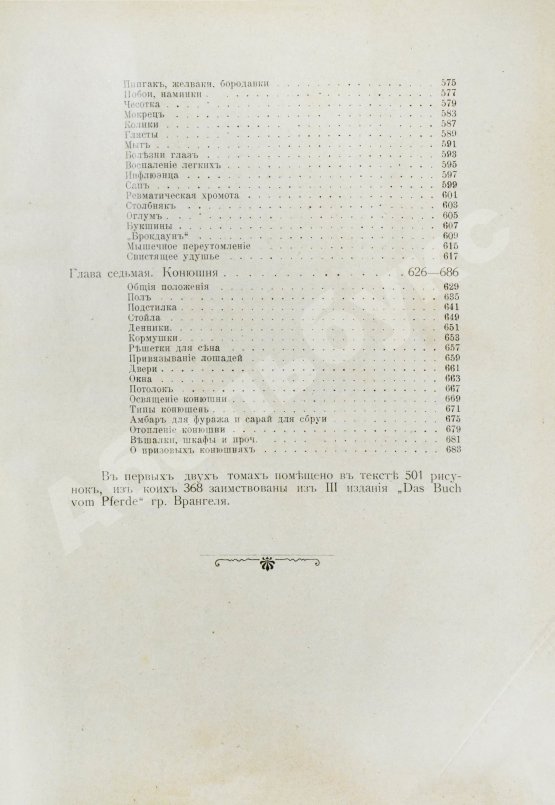 Шпгакъ, желваки, бородавки 575
Побои, наминки 577
Чесотка 579
Мокрецъ 583
Колики 587
Глисты 589
Мытъ 591
Болѣзни глазъ 593
Воспаленіе легкихъ 595
Инфлюэнца 597
Сапъ 599
Ревматическая хромота 601
Столбнякъ 603
Оглумъ 605
Букшины 607
„Брокдаунъ“ 609
Мышечное переутомленіе 615
Свистящее удушье 617
Глава седьмая. Конюшня 626—686
Общія положенія 629
Полъ 635
Подстилка 641
Стойла 649
Денники. 651
Кормушки. 653
Рѣшетки для сѣна 657
Привязываніе лошадей 659
Двери 661
Окна 663
Потолокъ 667
Освященіе конюшни 669
Типы конюшенъ 671
Амбаръ для фуража и сарай для сбруи 675
Отопленіе конюшни 679
Вѣшалки, шкафы и проч. 681
О призовыхъ конюшняхъ 683
Въ первыхъ двухъ томахъ помѣщено въ текстѣ 501 рису-
нокъ, изъ коихъ 368 заимствованы изъ III изданія „Das Buch
vom Pferde“ гр. Врангеля.